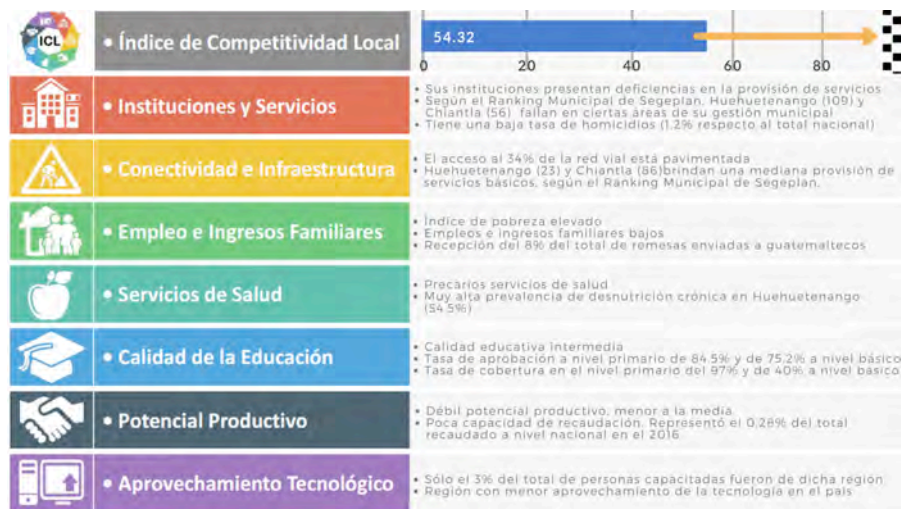 ICL
• Índice de Competitividad Local
54.32
0 20 40 60 80
• Instituciones y Servicios
• Sus instituciones presentan deficiencias en la provisión de servicios
• Según el Ranking Municipal de Segeplan, Huehuetenango (109) y
Chiantla (56) fallan en ciertas áreas de su gestión municipal
• Tiene una baja tasa de homicidios (1.2% respecto al total nacional)
• Conectividad e Infraestructura
• El acceso al 34% de la red vial está pavimentada
• Huehuetenango (23) y Chiantla (86)brindan una mediana provisión de
servicios básicos, según el Ranking Municipal de Segeplan.
• Empleo e Ingresos Familiares
• Índice de pobreza elevado
• Empleos e ingresos familiares bajos
• Recepción del 8% del total de remesas enviadas a guatemaltecos
• Servicios de Salud
• Precarios servicios de salud
• Muy alta prevalencia de desnutrición crónica en Huehuetenango
(54.5%)
• Calidad de la Educación
• Calidad educativa intermedia
• Tasa de aprobación a nivel primario de 84.5% y de 75.2% a nivel básico
• Tasa de cobertura en el nivel primario del 97% y de 40% a nivel básico
• Potencial Productivo
• Débil potencial productivo, menor a la media
• Poca capacidad de recaudación. Representó el 0.28% del total
recaudado a nivel nacional en el 2016
• Aprovechamiento Tecnológico
• Sólo el 3% del total de personas capacitadas fueron de dicha región
• Región con menor aprovechamiento de la tecnología en el país